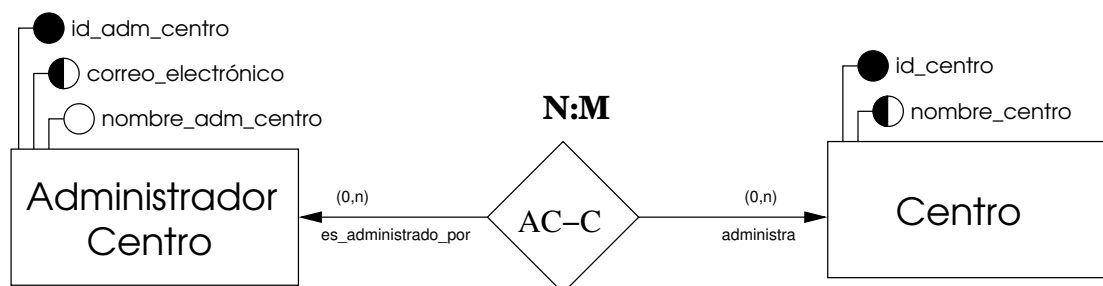 id_adm_centro
correo_electrónico
nombre_adm_centro
Administrador
Centro
(0,n)
es_administrado_por
N:M
AC–C
(0,n)
administra
id_centro
nombre_centro
Centro